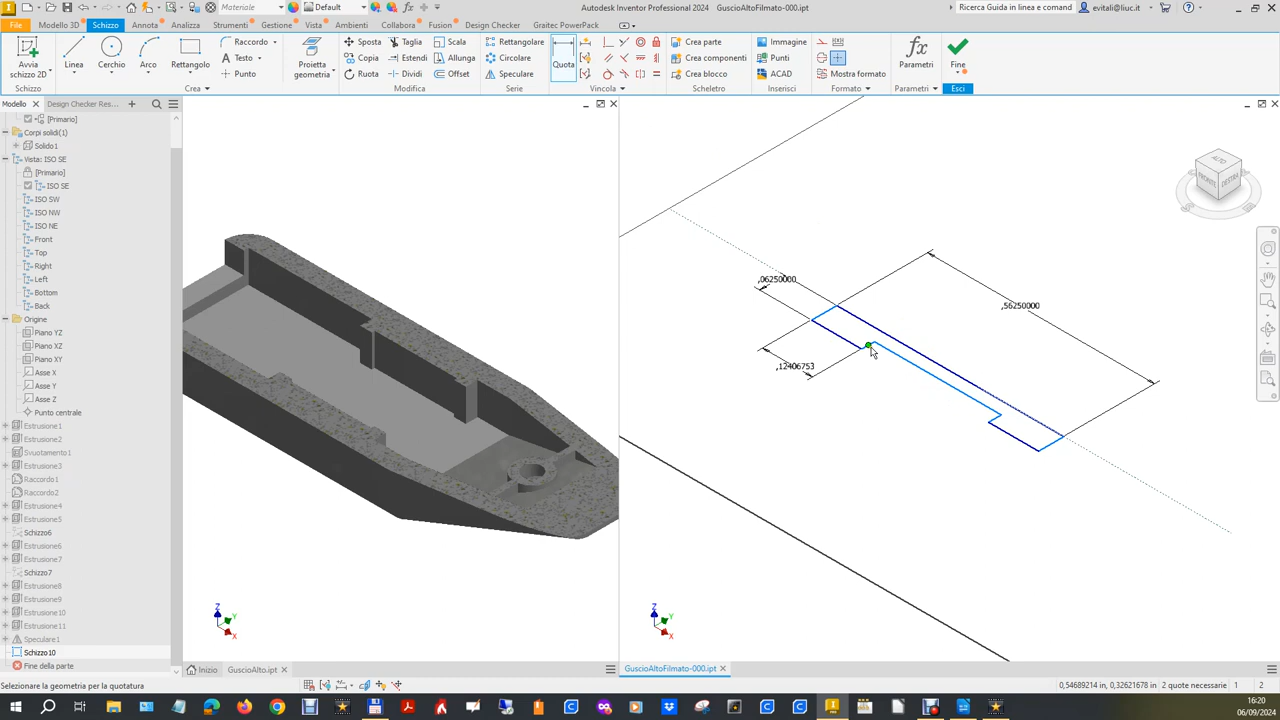 Materiale
Default
Autodesk Inventor Professional 2024 GuscioAltoFilmato-000.ipt
Ricerca Guida in linea e comandi
evitali@liuc.it
File
Modello 3D
Schizzo
Annota
Analizza
Strumenti
Gestione
Vista
Ambienti
Collabora
Fusion
Design Checker
Graitec PowerPack
Avvia
schizzo 2D
Linea
Cerchio
Arco
Rettangolo
Raccordo
Testo
Punto
Proietta
geometria
Sposta
Copia
Ruota
Taglia
Estendi
Dividi
Scala
Allunga
Offset
Rettangolare
Circolare
Speculare
Quota
Crea parte
Crea componenti
Crea blocco
Immagine
Punti
ACAD
Mostra formato
Parametri
Fine
Schizzo
Crea
Modifica
Serie
Vincola
Scheletro
Inserisci
Formato
Parametri
Esci
Modello
Design Checker Res...
[Primario]
Corpi solidi(1)
Solido1
Vista: ISO SE
[Primario]
ISO SE
ISO SW
ISO NW
ISO NE
Front
Top
Right
Left
Bottom
Back
Origine
Piano YZ
Piano XZ
Piano XY
Asse X
Asse Y
Asse Z
Punto centrale
Estrusione1
Estrusione2
Svuotamento1
Estrusione3
Raccordo1
Raccordo2
Estrusione4
Estrusione5
Schizzo6
Estrusione6
Estrusione7
Schizzo7
Estrusione8
Estrusione9
Estrusione10
Estrusione11
Speculare1
Schizzo10
Fine della parte
,06250000
,56250000
,12406753
ALTO
FRONTE
Z
Y
X
Z
Y
X
Inizio
GuscioAlto.ipt
GuscioAltoFilmato-000.ipt
Selezionare la geometria per la quotatura
0,54689214 in, 0,32621678 in
2 quote necessarie
1
2
16:20
06/09/2024